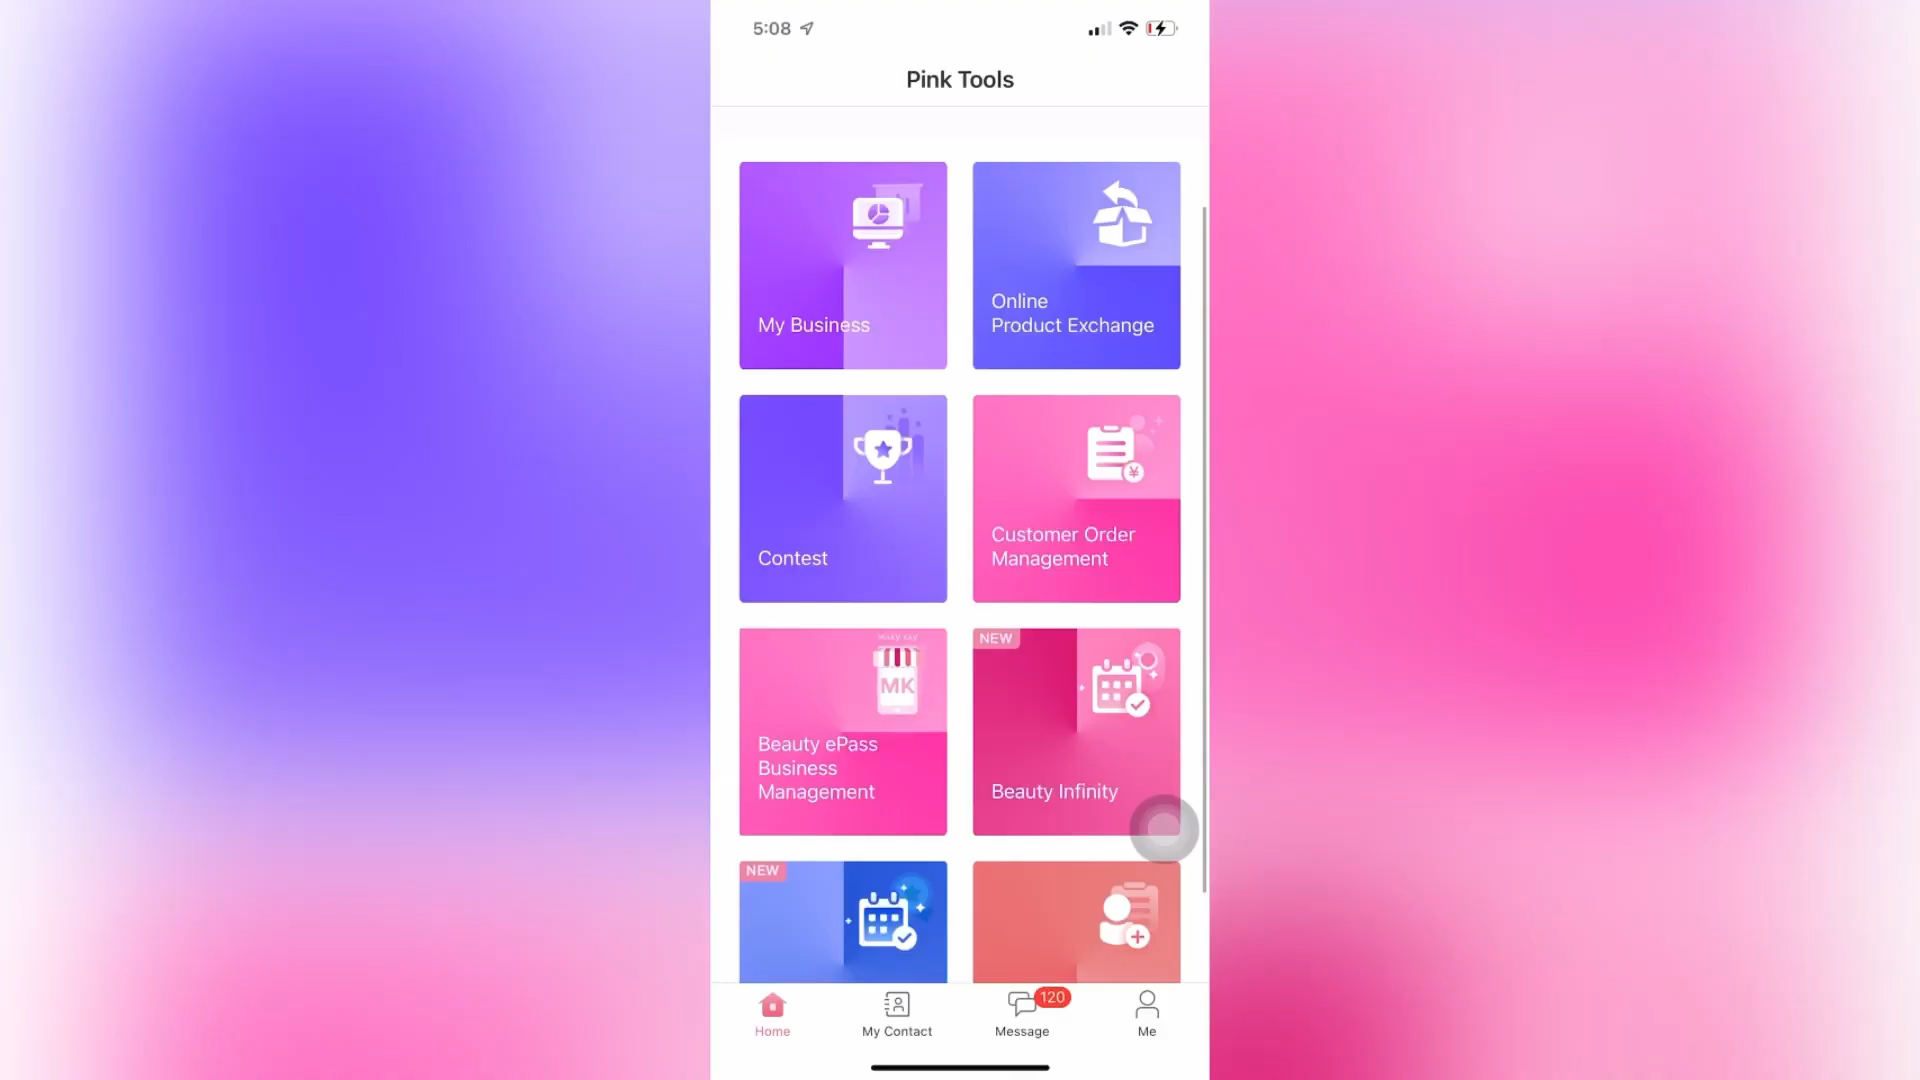 5:08
Pink Tools
My Business
Online
Product Exchange
Contest
Customer Order
Management
¥
MARY KAY
MK
Beauty ePass
Business
Management
NEW
Beauty Infinity
NEW
120
Home
My Contact
Message
Me